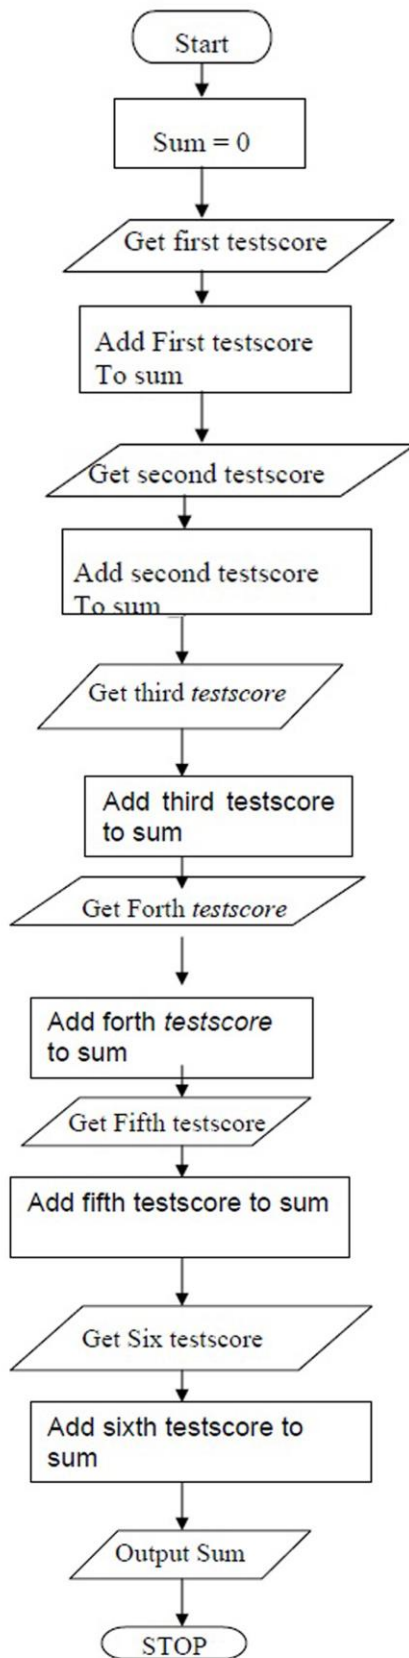 Start
Sum = 0
Get first testscore
Add First testscore
To sum
Get second testscore
Add second testscore
To sum
Get third testscore
Add third testscore
to sum
Get Forth testscore
Add forth testscore
to sum
Get Fifth testscore
Add fifth testscore to sum
Get Six testscore
Add sixth testscore to
sum
Output Sum
STOP